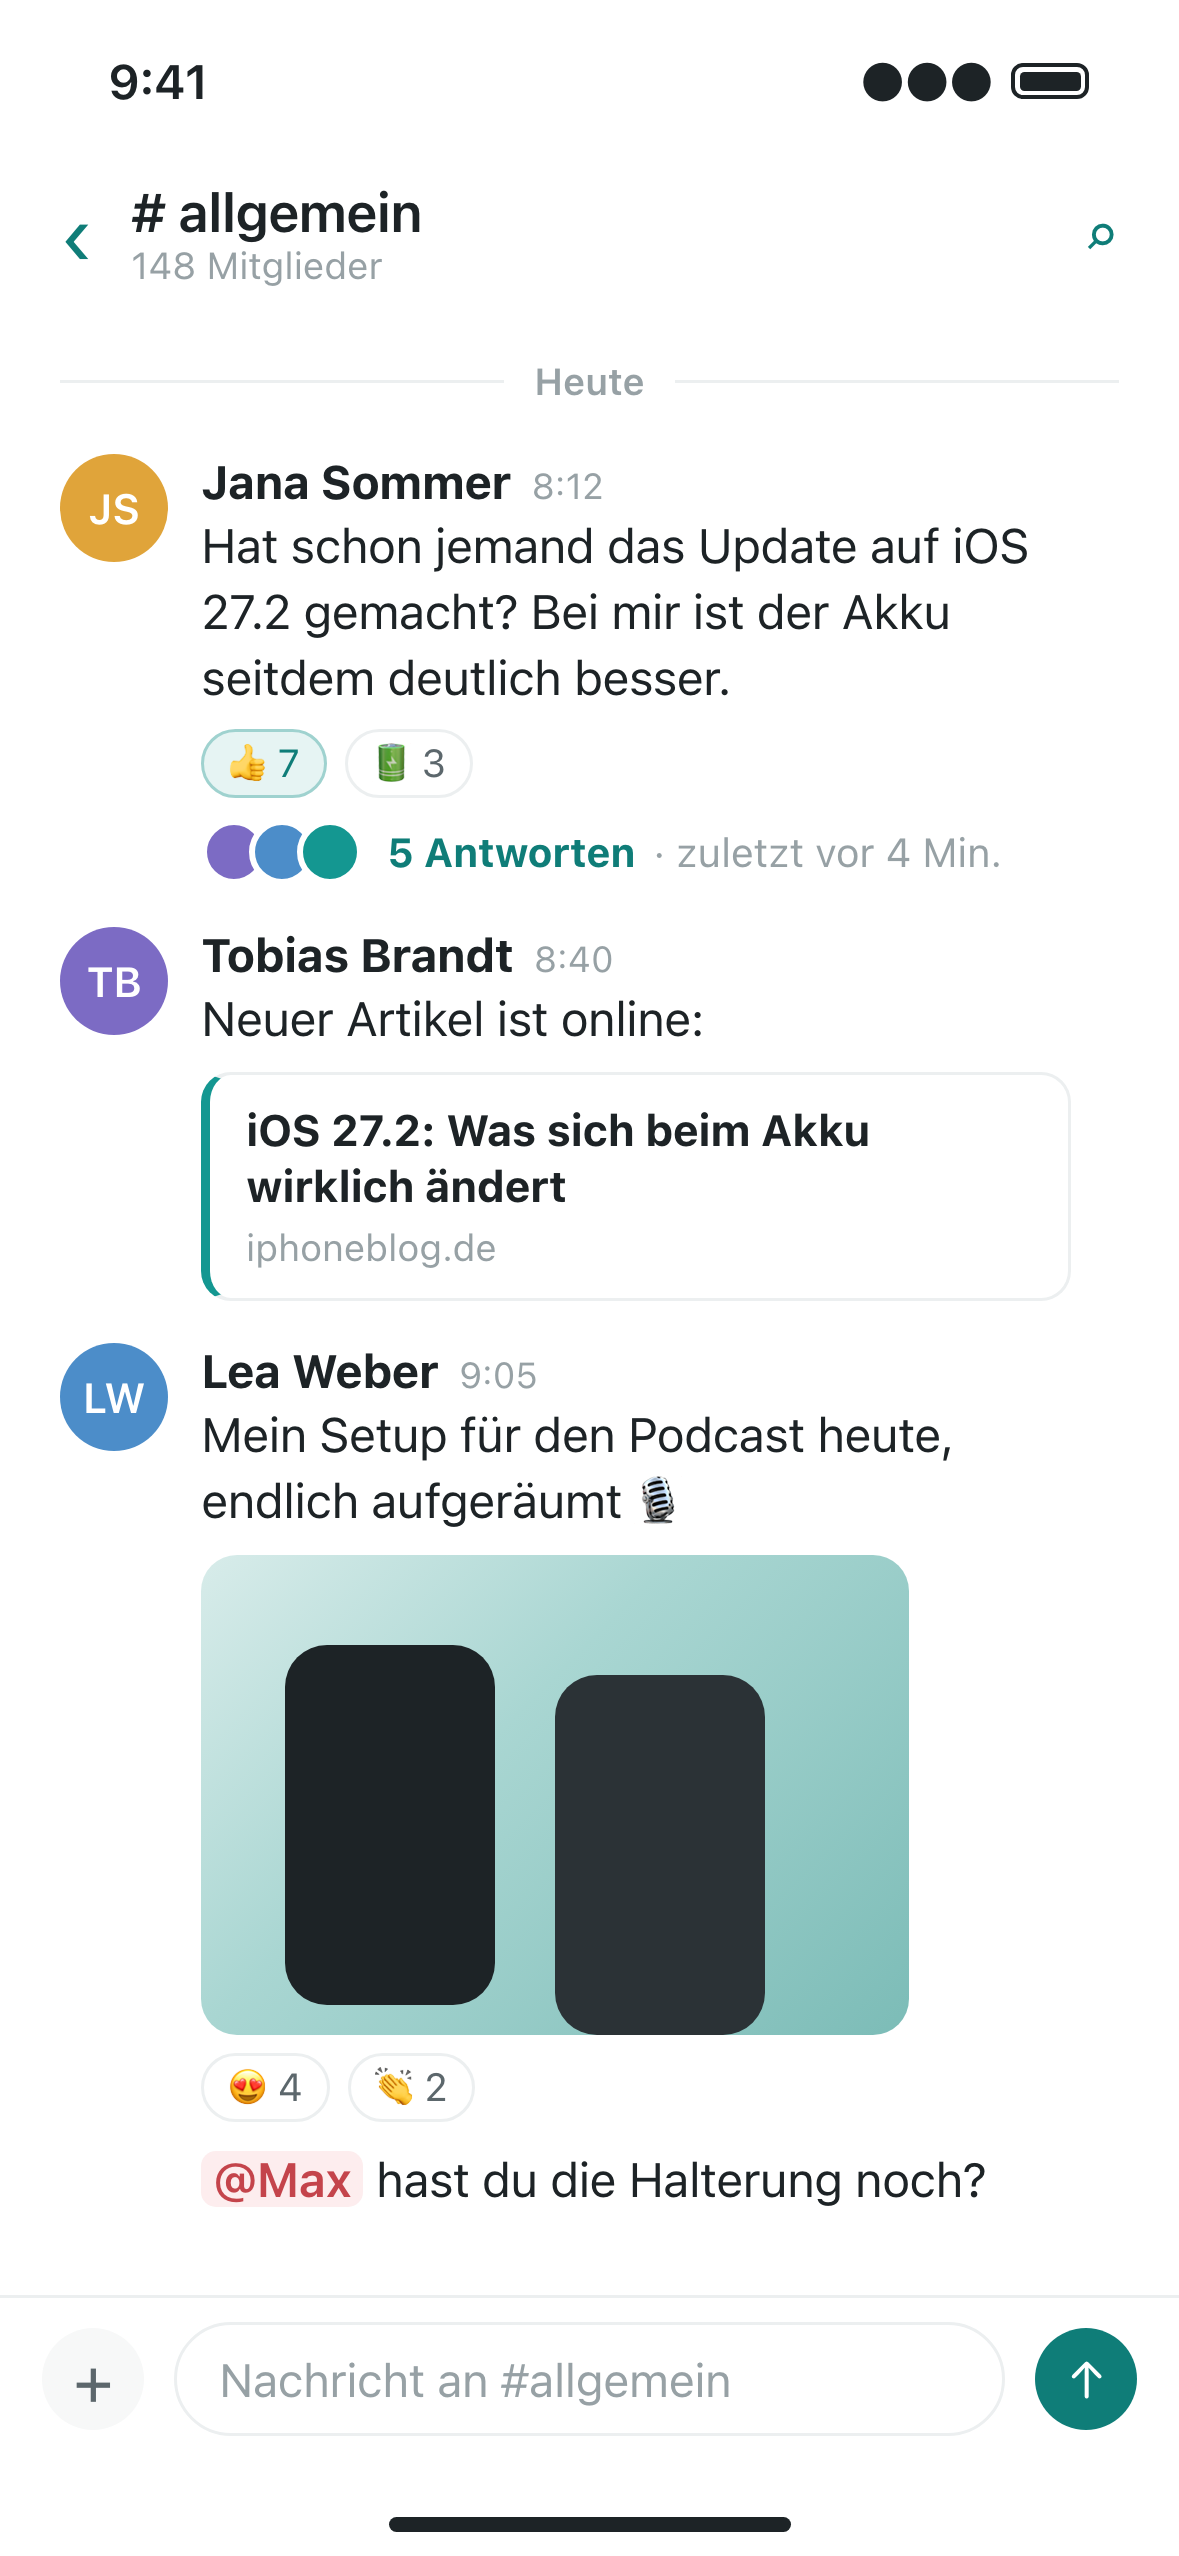 9:41
# allgemein
148 Mitglieder
Heute
JS
Jana Sommer 8:12
Hat schon jemand das Update auf iOS
27.2 gemacht? Bei mir ist der Akku
seitdem deutlich besser.
👍 7 🔋 3
5 Antworten · zuletzt vor 4 Min.
TB
Tobias Brandt 8:40
Neuer Artikel ist online:
iOS 27.2: Was sich beim Akku
wirklich ändert
iphoneblog.de
LW
Lea Weber 9:05
Mein Setup für den Podcast heute,
endlich aufgeräumt 🎙️
😍 4 👏 2
@Max hast du die Halterung noch?
Nachricht an #allgemein